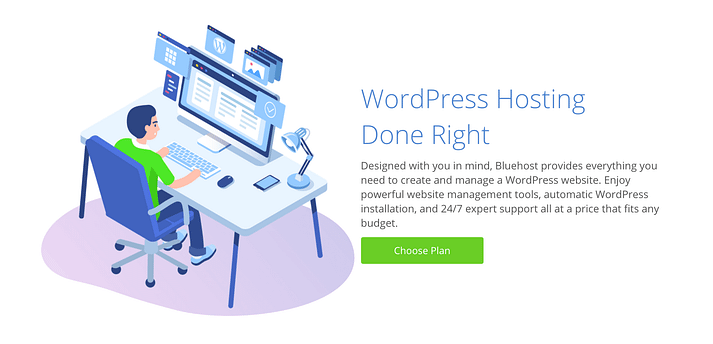 WordPress Hosting
Done Right
Designed with you in mind, Bluehost provides everything you
need to create and manage a WordPress website. Enjoy
powerful website management tools, automatic WordPress
installation, and 24/7 expert support all at a price that fits any
budget.
Choose Plan